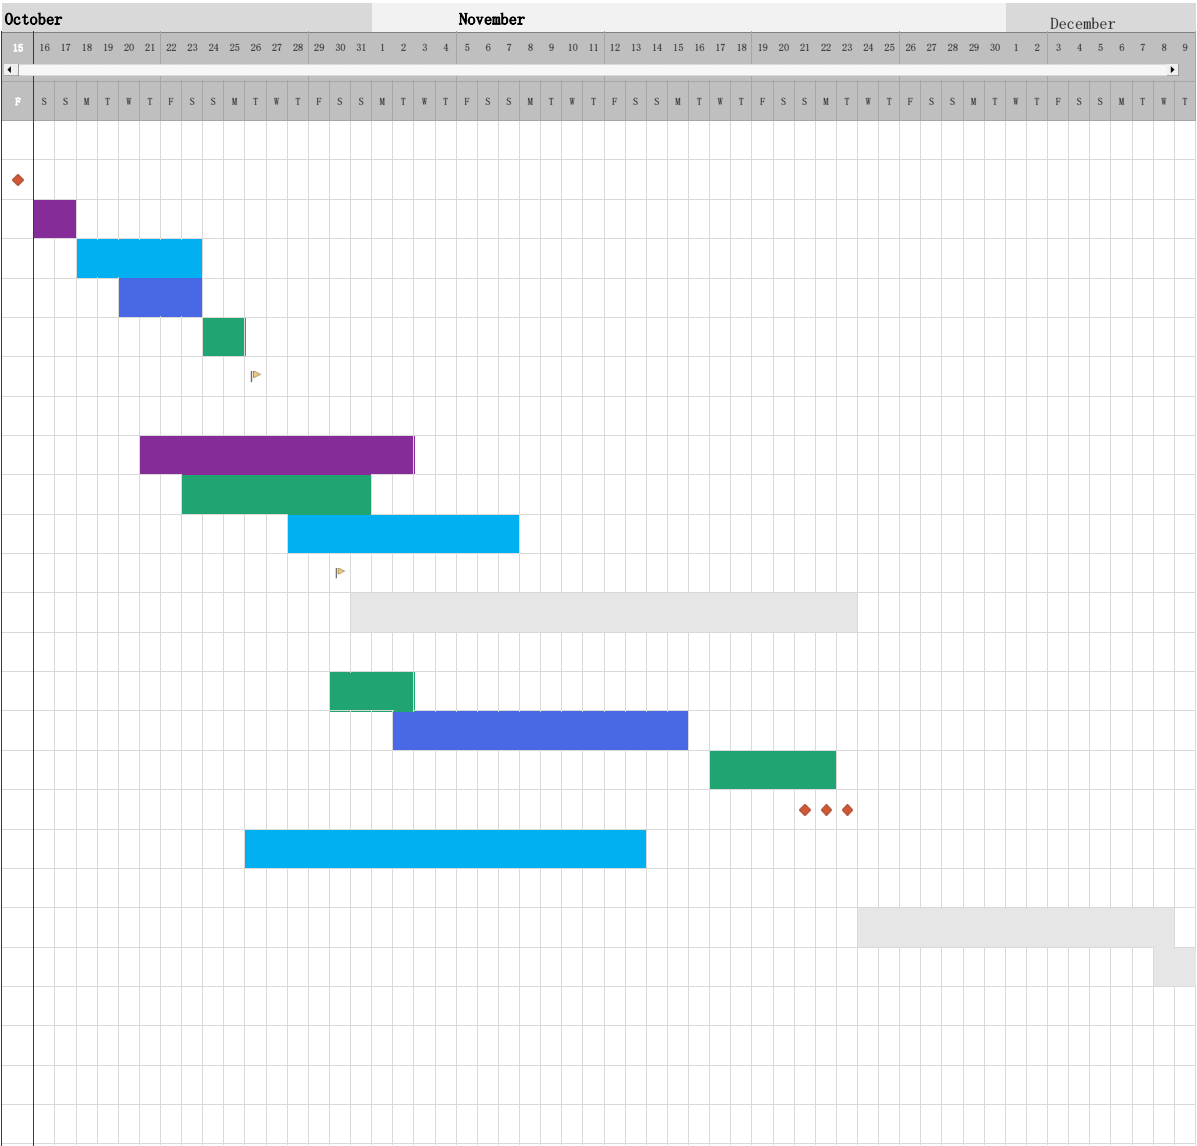 October November December
15 16 17 18 19 20 21 22 23 24 25 26 27 28 29 30 31 1 2 3 4 5 6 7 8 9 10 11 12 13 14 15 16 17 18 19 20 21 22 23 24 25 26 27 28 29 30 1 2 3 4 5 6 7 8 9
F S S M T W T F S S M T W T F S S M T W T F S S M T W T F S S M T W T F S S M T W T F S S M T W T F S S M T W T